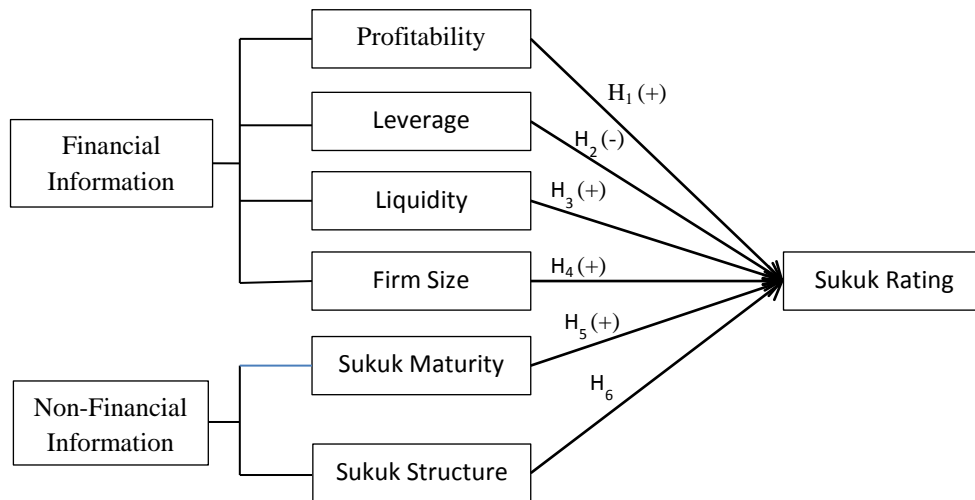 Profitability
H₁ (+)
Leverage
H₂ (-)
Financial
Information
Liquidity
H₃ (+)
Firm Size
H₄ (+)
Sukuk Rating
H₅ (+)
Sukuk Maturity
H₆
Non-Financial
Information
Sukuk Structure